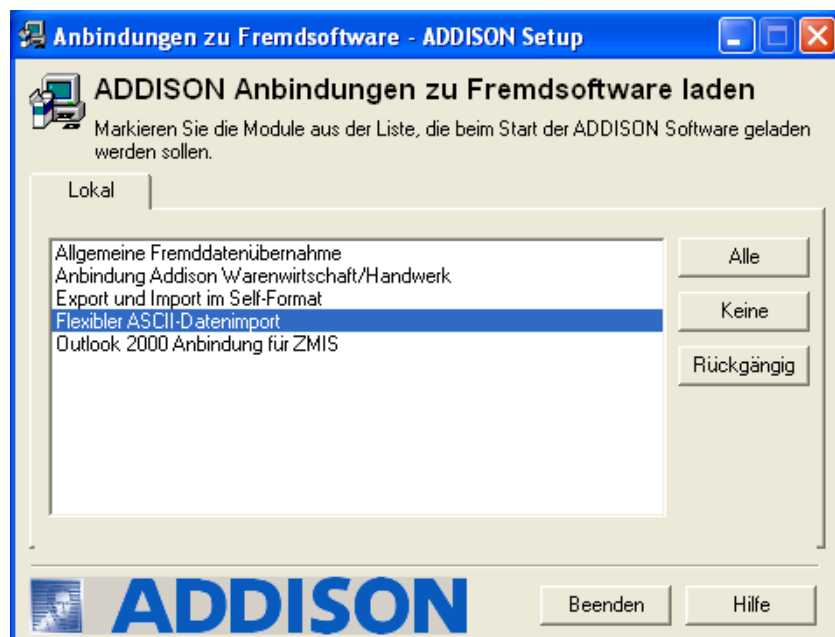 Anbindungen zu Fremdsoftware - ADDISON Setup
ADDISON Anbindungen zu Fremdsoftware laden
Markieren Sie die Module aus der Liste, die beim Start der ADDISON Software geladen
werden sollen.
Lokal
Allgemeine Fremddatenübernahme
Anbindung Addison Warenwirtschaft/Handwerk
Export und Import im Self-Format
Flexibler ASCII-Datenimport
Outlook 2000 Anbindung für ZMIS
Alle
Keine
Rückgängig
ADDISON
Beenden
Hilfe